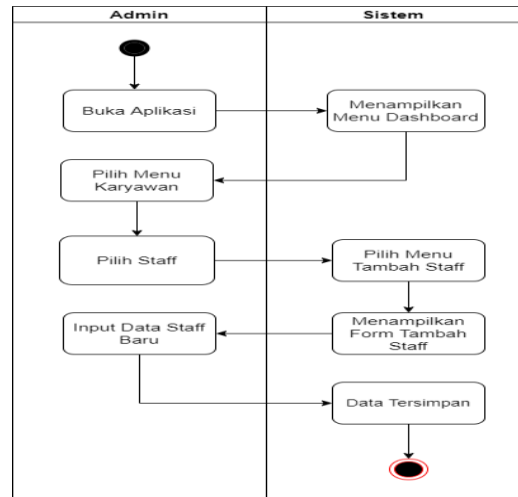 Admin
Sistem
Buka Aplikasi
Menampilkan
Menu Dashboard
Pilih Menu
Karyawan
Pilih Staff
Pilih Menu
Tambah Staff
Menampilkan
Form Tambah
Staff
Input Data Staff
Baru
Data Tersimpan